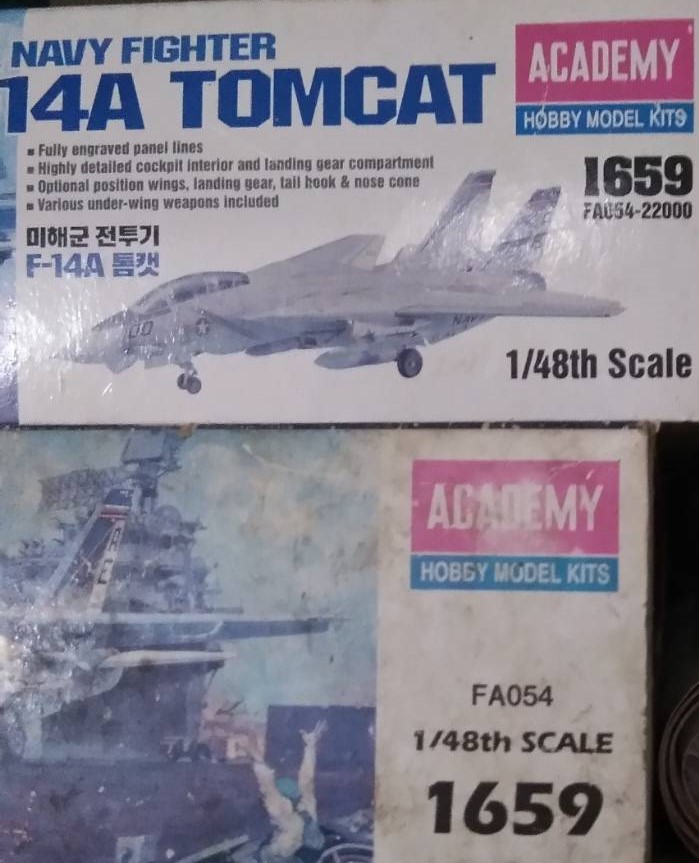 NAVY FIGHTER
14A TOMCAT
ACADEMY
HOBBY MODEL KITS
▪ Fully engraved panel lines
▪ Highly detailed cockpit interior and landing gear compartment
▪ Optional position wings, landing gear, tail hook & nose cone
▪ Various under-wing weapons included
1659
FA054-22000
미해군 전투기
F-14A 톰캣
00
NAVY
1/48th Scale
ACADEMY
HOBBY MODEL KITS
AE
FA054
1/48th SCALE
1659